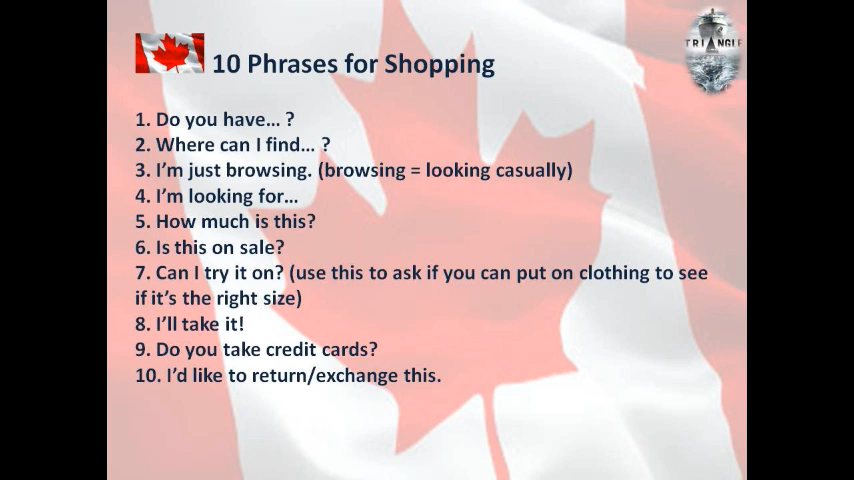 TRIANGLE
10 Phrases for Shopping
1. Do you have... ?
2. Where can I find... ?
3. I'm just browsing. (browsing = looking casually)
4. I'm looking for...
5. How much is this?
6. Is this on sale?
7. Can I try it on? (use this to ask if you can put on clothing to see
if it's the right size)
8. I'll take it!
9. Do you take credit cards?
10. I'd like to return/exchange this.